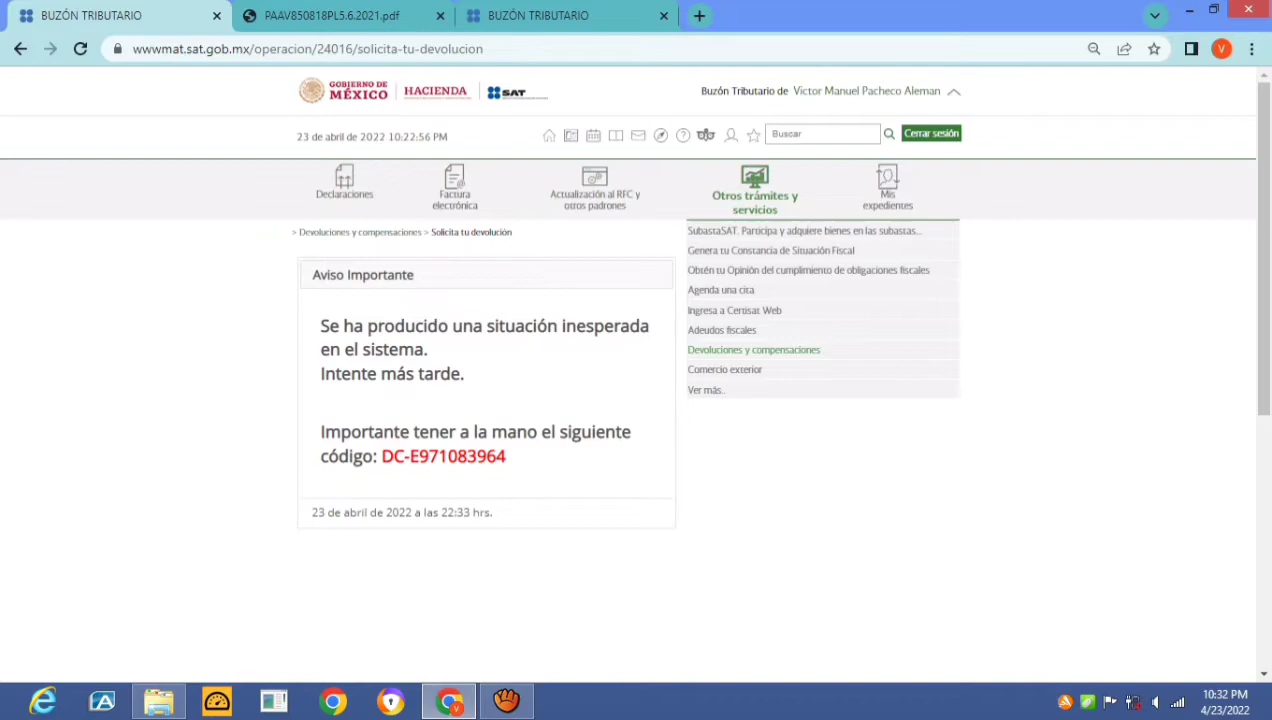 BUZÓN TRIBUTARIO
PAAV850818PL5.6.2021.pdf
BUZÓN TRIBUTARIO
wwwmat.sat.gob.mx/operacion/24016/solicita-tu-devolucion
V
GOBIERNO DE MÉXICO
HACIENDA
SAT
Buzón Tributario de Victor Manuel Pacheco Aleman
23 de abril de 2022 10:22:56 PM
Buscar
Cerrar sesión
Declaraciones
Factura electrónica
Actualización al RFC y otros padrones
Otros trámites y servicios
Mis expedientes
> Devoluciones y compensaciones > Solicita tu devolución
SubastaSAT. Participa y adquiere bienes en las subastas...
Genera tu Constancia de Situación Fiscal
Obtén tu Opinión del cumplimiento de obligaciones fiscales
Agenda una cita
Ingresa a Certisat Web
Adeudos fiscales
Devoluciones y compensaciones
Comercio exterior
Ver más..
Aviso Importante
Se ha producido una situación inesperada
en el sistema.
Intente más tarde.
Importante tener a la mano el siguiente
código: DC-E971083964
23 de abril de 2022 a las 22:33 hrs.
10:32 PM
4/23/2022